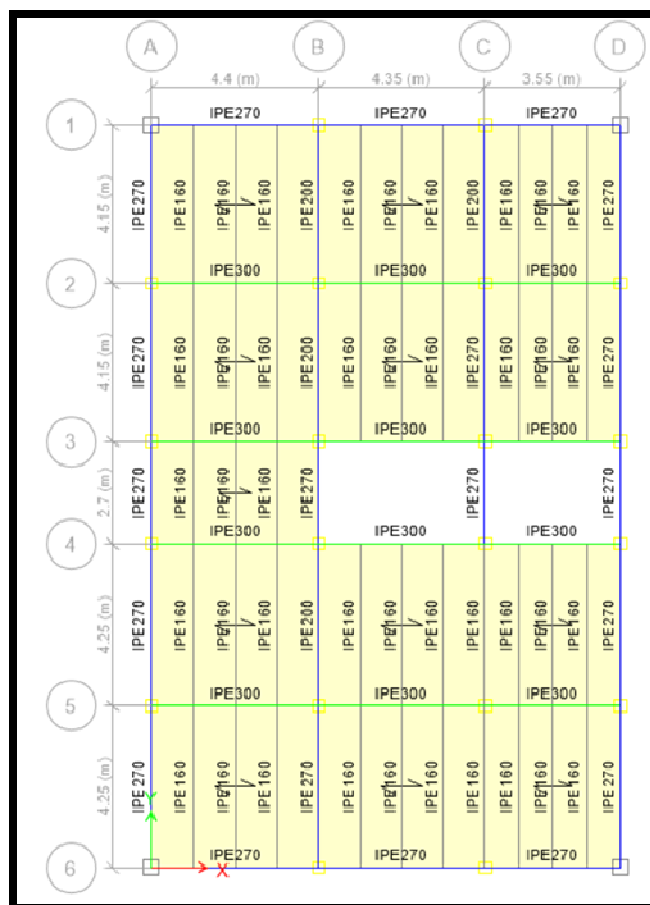 A B C D
4.4 (m) 4.35 (m) 3.55 (m)
IPE270 IPE270 IPE270
1
4.15 (m) IPE270 IPE160 IPE160 IPE160 IPE200 IPE160 IPE160 IPE160 IPE200 IPE160 IPE160 IPE160 IPE270
IPE300 IPE300 IPE300
2
4.15 (m) IPE270 IPE160 IPE160 IPE160 IPE200 IPE160 IPE160 IPE160 IPE270 IPE160 IPE160 IPE160 IPE270
IPE300 IPE300 IPE300
3
2.7 (m) IPE270 IPE160 IPE160 IPE160 IPE160 IPE270 IPE270
IPE300 IPE300 IPE300
4
4.25 (m) IPE270 IPE160 IPE160 IPE160 IPE200 IPE160 IPE160 IPE160 IPE160 IPE160 IPE160 IPE160 IPE270
IPE300 IPE300 IPE300
5
4.25 (m) IPE270 IPE160 IPE160 IPE160 IPE270 IPE160 IPE160 IPE160 IPE160 IPE160 IPE160 IPE160 IPE270
Y
IPE270 IPE270 IPE270
6 X